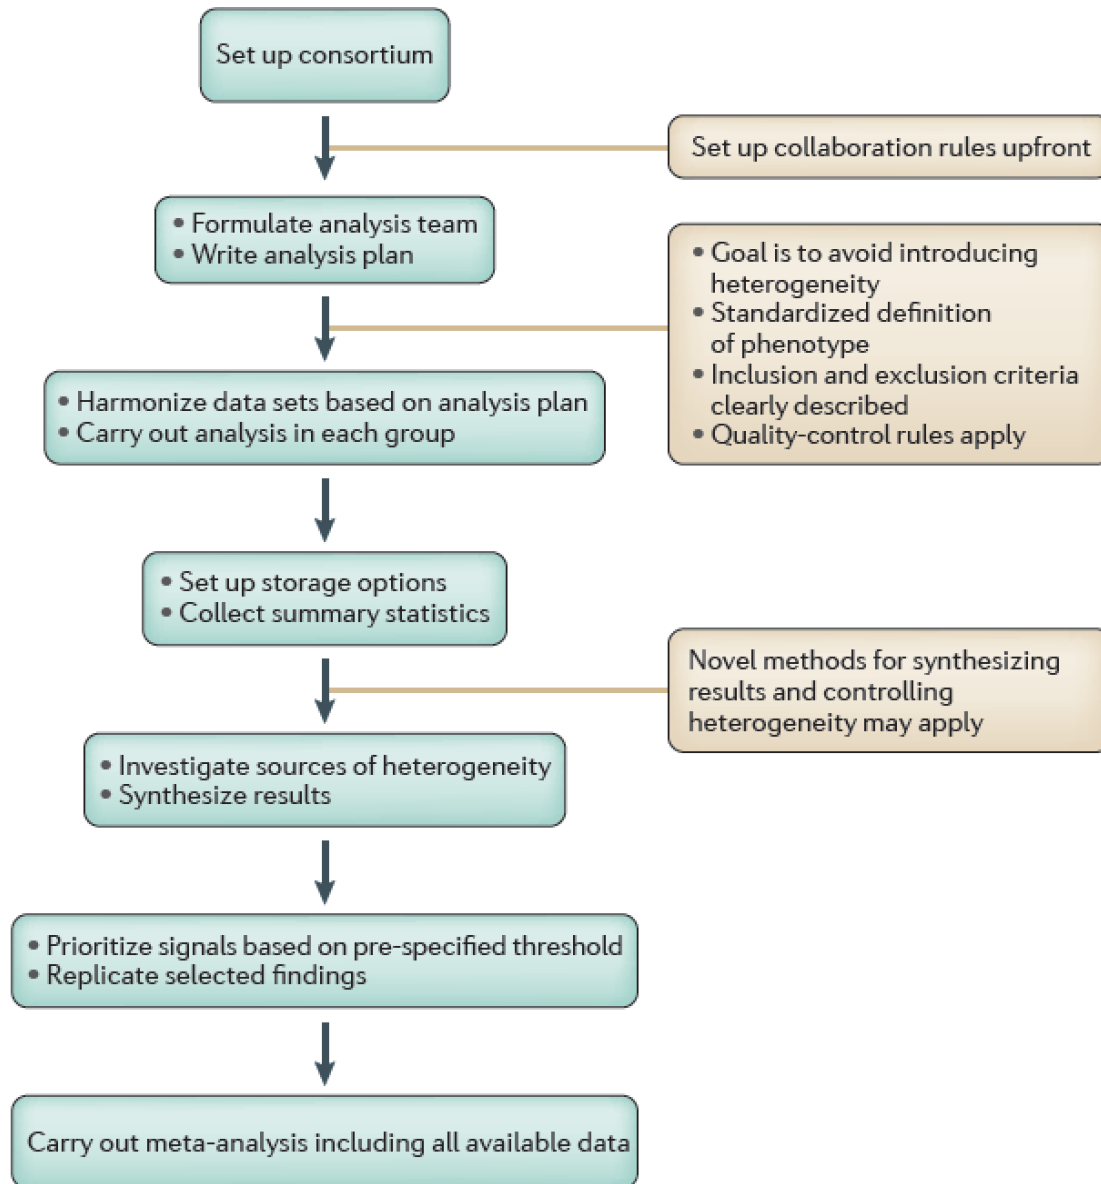 Set up consortium
Set up collaboration rules upfront
• Formulate analysis team
• Write analysis plan
• Goal is to avoid introducing
heterogeneity
• Standardized definition
of phenotype
• Inclusion and exclusion criteria
clearly described
• Quality-control rules apply
• Harmonize data sets based on analysis plan
• Carry out analysis in each group
• Set up storage options
• Collect summary statistics
Novel methods for synthesizing
results and controlling
heterogeneity may apply
• Investigate sources of heterogeneity
• Synthesize results
• Prioritize signals based on pre-specified threshold
• Replicate selected findings
Carry out meta-analysis including all available data